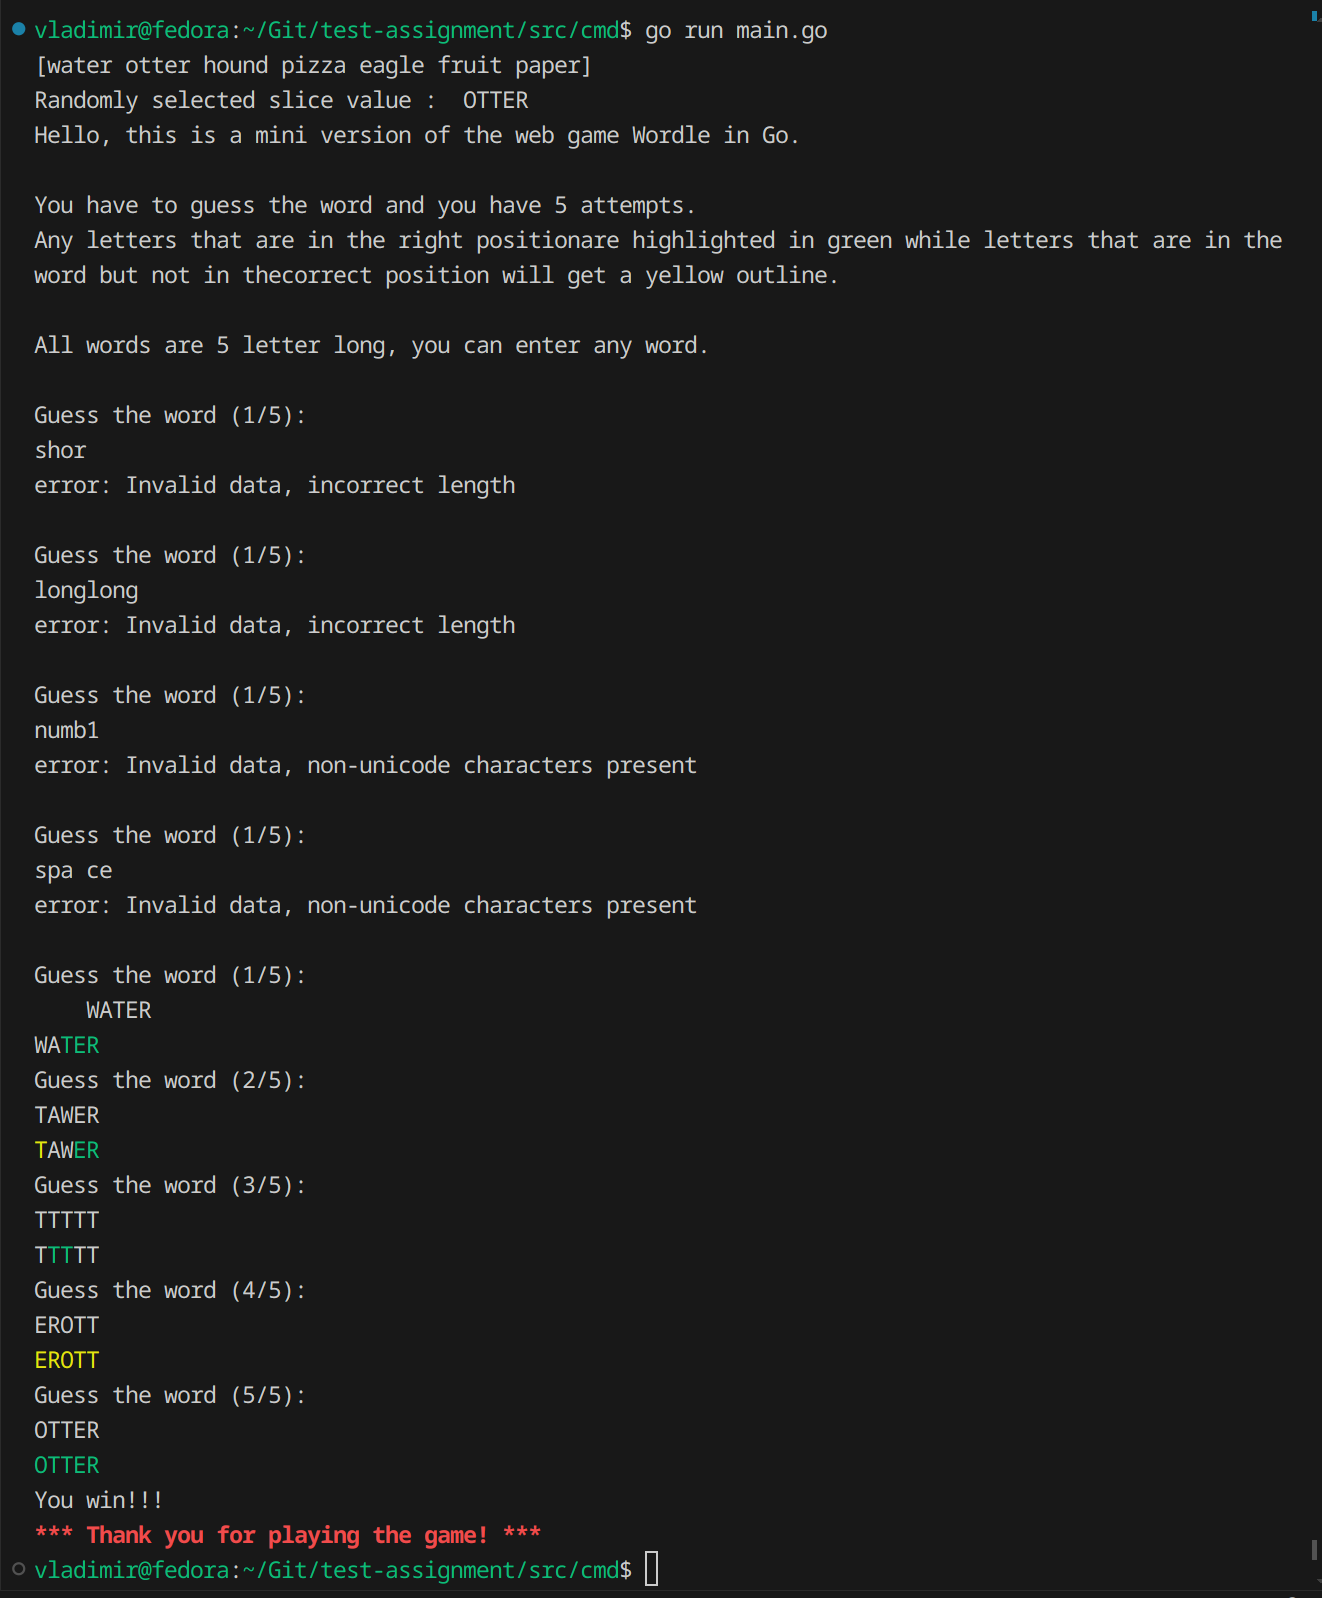 vladimir@fedora:~/Git/test-assignment/src/cmd$ go run main.go
[water otter hound pizza eagle fruit paper]
Randomly selected slice value :  OTTER
Hello, this is a mini version of the web game Wordle in Go.
You have to guess the word and you have 5 attempts.
Any letters that are in the right positionare highlighted in green while letters that are in the
word but not in thecorrect position will get a yellow outline.
All words are 5 letter long, you can enter any word.
Guess the word (1/5):
shor
error: Invalid data, incorrect length
Guess the word (1/5):
longlong
error: Invalid data, incorrect length
Guess the word (1/5):
numb1
error: Invalid data, non-unicode characters present
Guess the word (1/5):
spa ce
error: Invalid data, non-unicode characters present
Guess the word (1/5):
    WATER
WATER
Guess the word (2/5):
TAWER
TAWER
Guess the word (3/5):
TTTTT
TTTTT
Guess the word (4/5):
EROTT
EROTT
Guess the word (5/5):
OTTER
OTTER
You win!!!
*** Thank you for playing the game! ***
vladimir@fedora:~/Git/test-assignment/src/cmd$